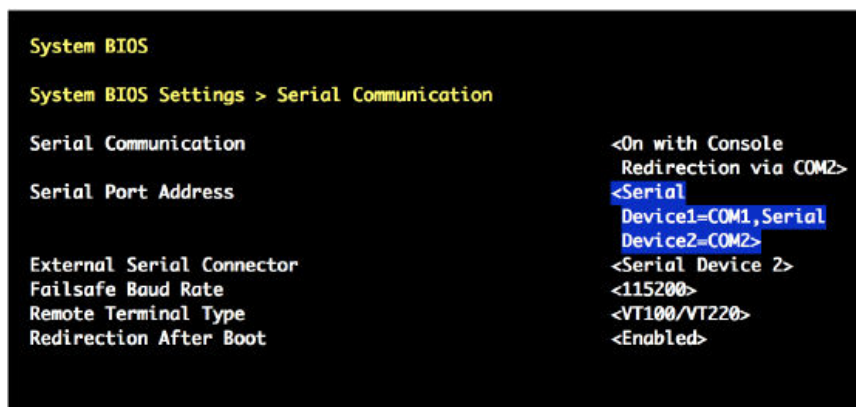 System BIOS
System BIOS Settings > Serial Communication
Serial Communication <On with Console
Redirection via COM2>
Serial Port Address <Serial
Device1=COM1,Serial
Device2=COM2>
External Serial Connector <Serial Device 2>
Failsafe Baud Rate <115200>
Remote Terminal Type <VT100/VT220>
Redirection After Boot <Enabled>